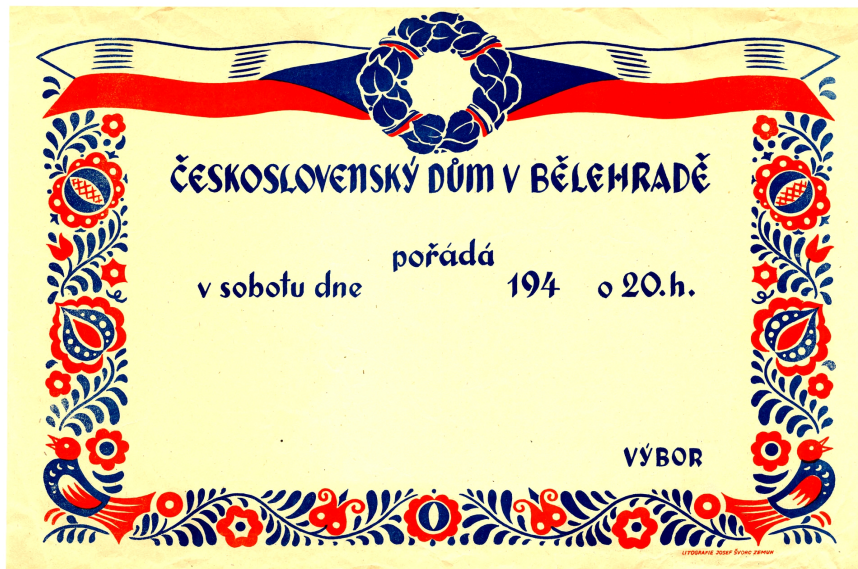 ČESKOSLOVENSKÝ DŮM V BĚLEHRADĚ
pořádá
v sobotu dne 194 o 20.h.
VÝBOR
LITOGRAFIE JOSEF ŠVORC ZEMUN